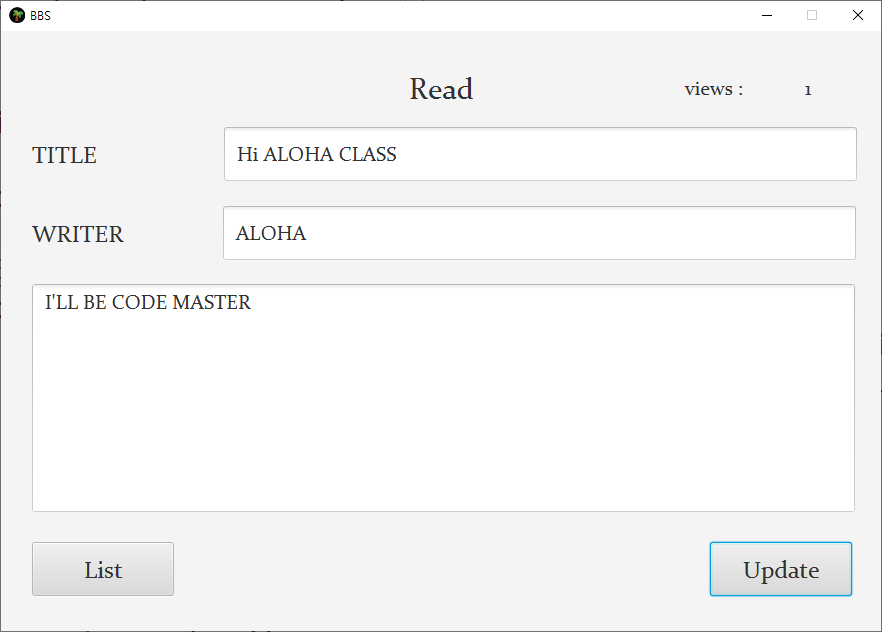 BBS
Read
views : 1
TITLE
Hi ALOHA CLASS
WRITER
ALOHA
I'LL BE CODE MASTER
List
Update